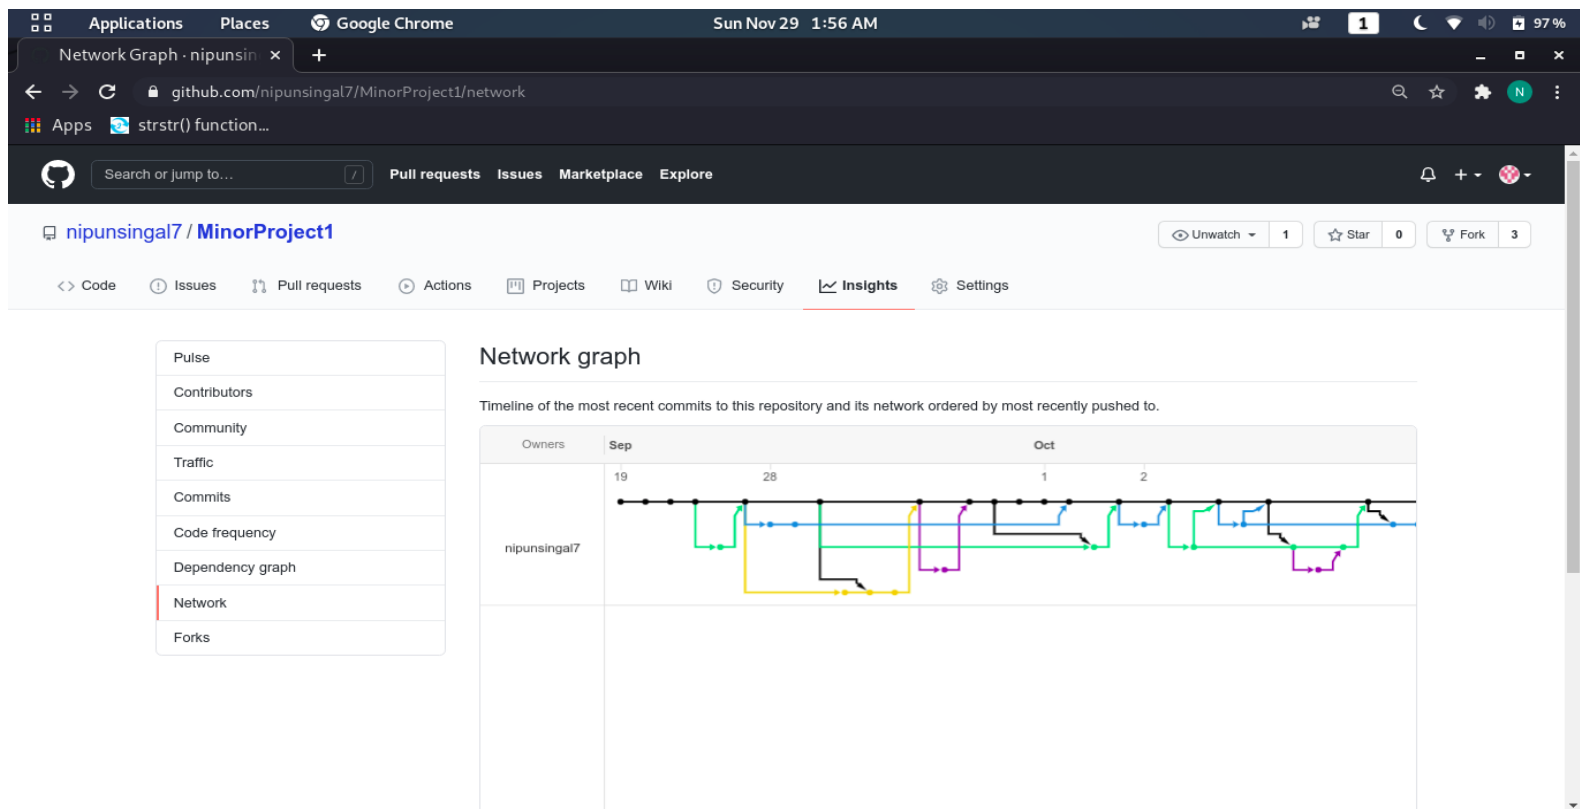 Applications Places Google Chrome Sun Nov 29 1:56 AM 1 97 %
Network Graph · nipunsin
github.com/nipunsingal7/MinorProject1/network N
Apps strstr() function...
Search or jump to... / Pull requests Issues Marketplace Explore
nipunsingal7 / MinorProject1 Unwatch 1 Star 0 Fork 3
Code Issues Pull requests Actions Projects Wiki Security Insights Settings
Network graph
Pulse
Contributors
Community
Traffic
Commits
Code frequency
Dependency graph
Network
Forks
Timeline of the most recent commits to this repository and its network ordered by most recently pushed to.
Owners Sep Oct
19 28 1 2
nipunsingal7